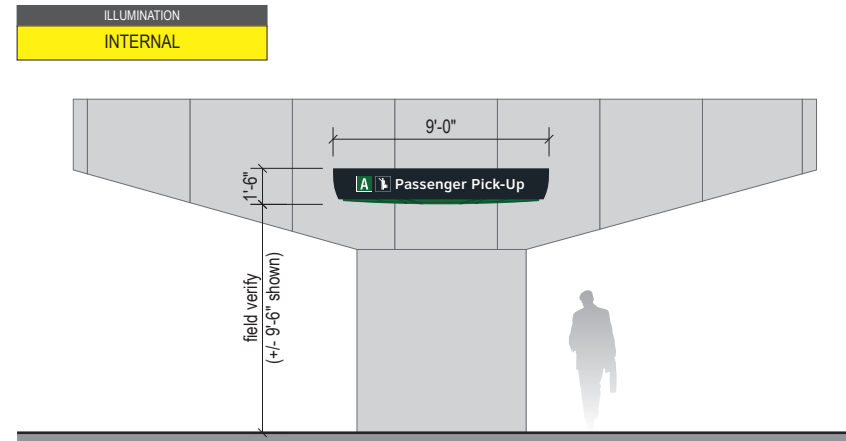 ILLUMINATION
INTERNAL
9'-0"
1'-6"
A Passenger Pick-Up
field verify
(+/- 9'-6" shown)